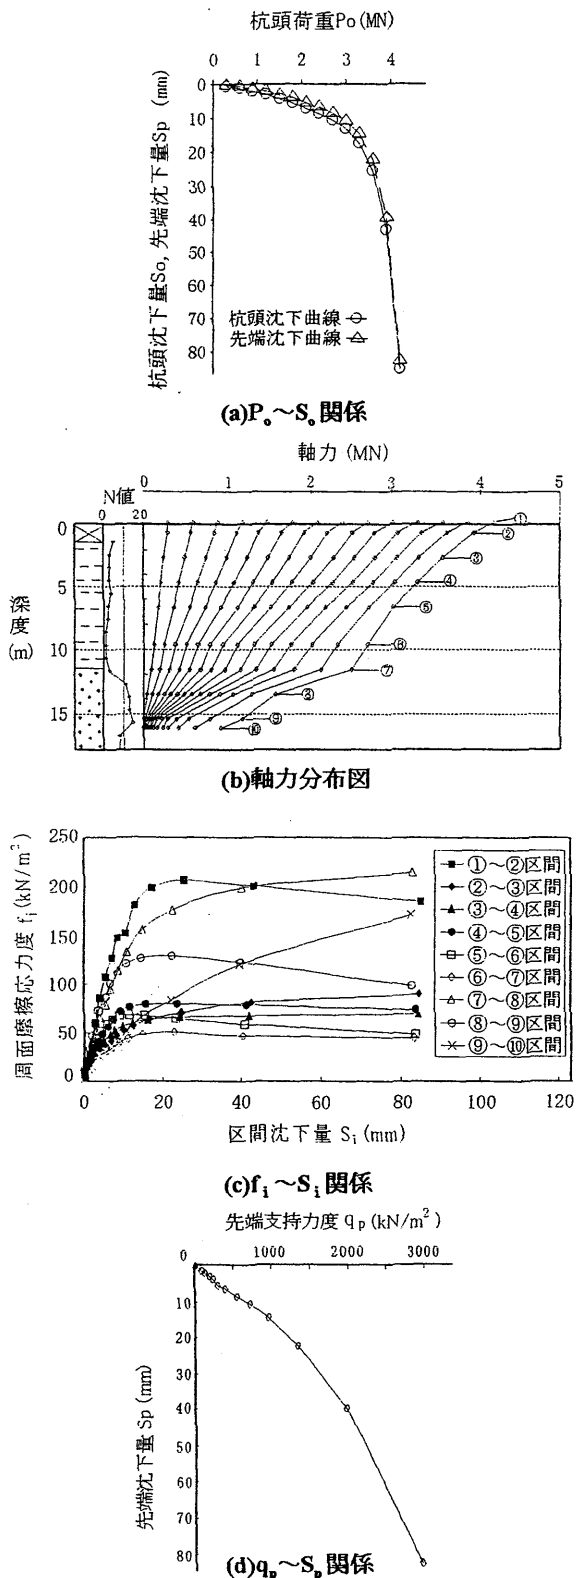 杭頭荷重Po(MN)
0 1 2 3 4
杭頭沈下量So, 先端沈下量Sp (mm)
0
10
20
30
40
50
60
70
80
杭頭沈下曲線
先端沈下曲線
(a)Po～So関係
軸力 (MN)
N値
0 20
0 1 2 3 4 5
深度(m)
0
5
10
15
①
②
③
④
⑤
⑥
⑦
⑧
⑨
⑩
(b)軸力分布図
周面摩擦応力度 fi(kN/m²)
250
200
150
100
50
0
①～②区間
②～③区間
③～④区間
④～⑤区間
⑤～⑥区間
⑥～⑦区間
⑦～⑧区間
⑧～⑨区間
⑨～⑩区間
0 20 40 60 80 100 120
区間沈下量 Si(mm)
(c)fi～Si関係
先端支持力度 qp(kN/m²)
0 1000 2000 3000
先端沈下量 Sp(mm)
10
20
30
40
50
60
70
80
(d)qp～Sp関係